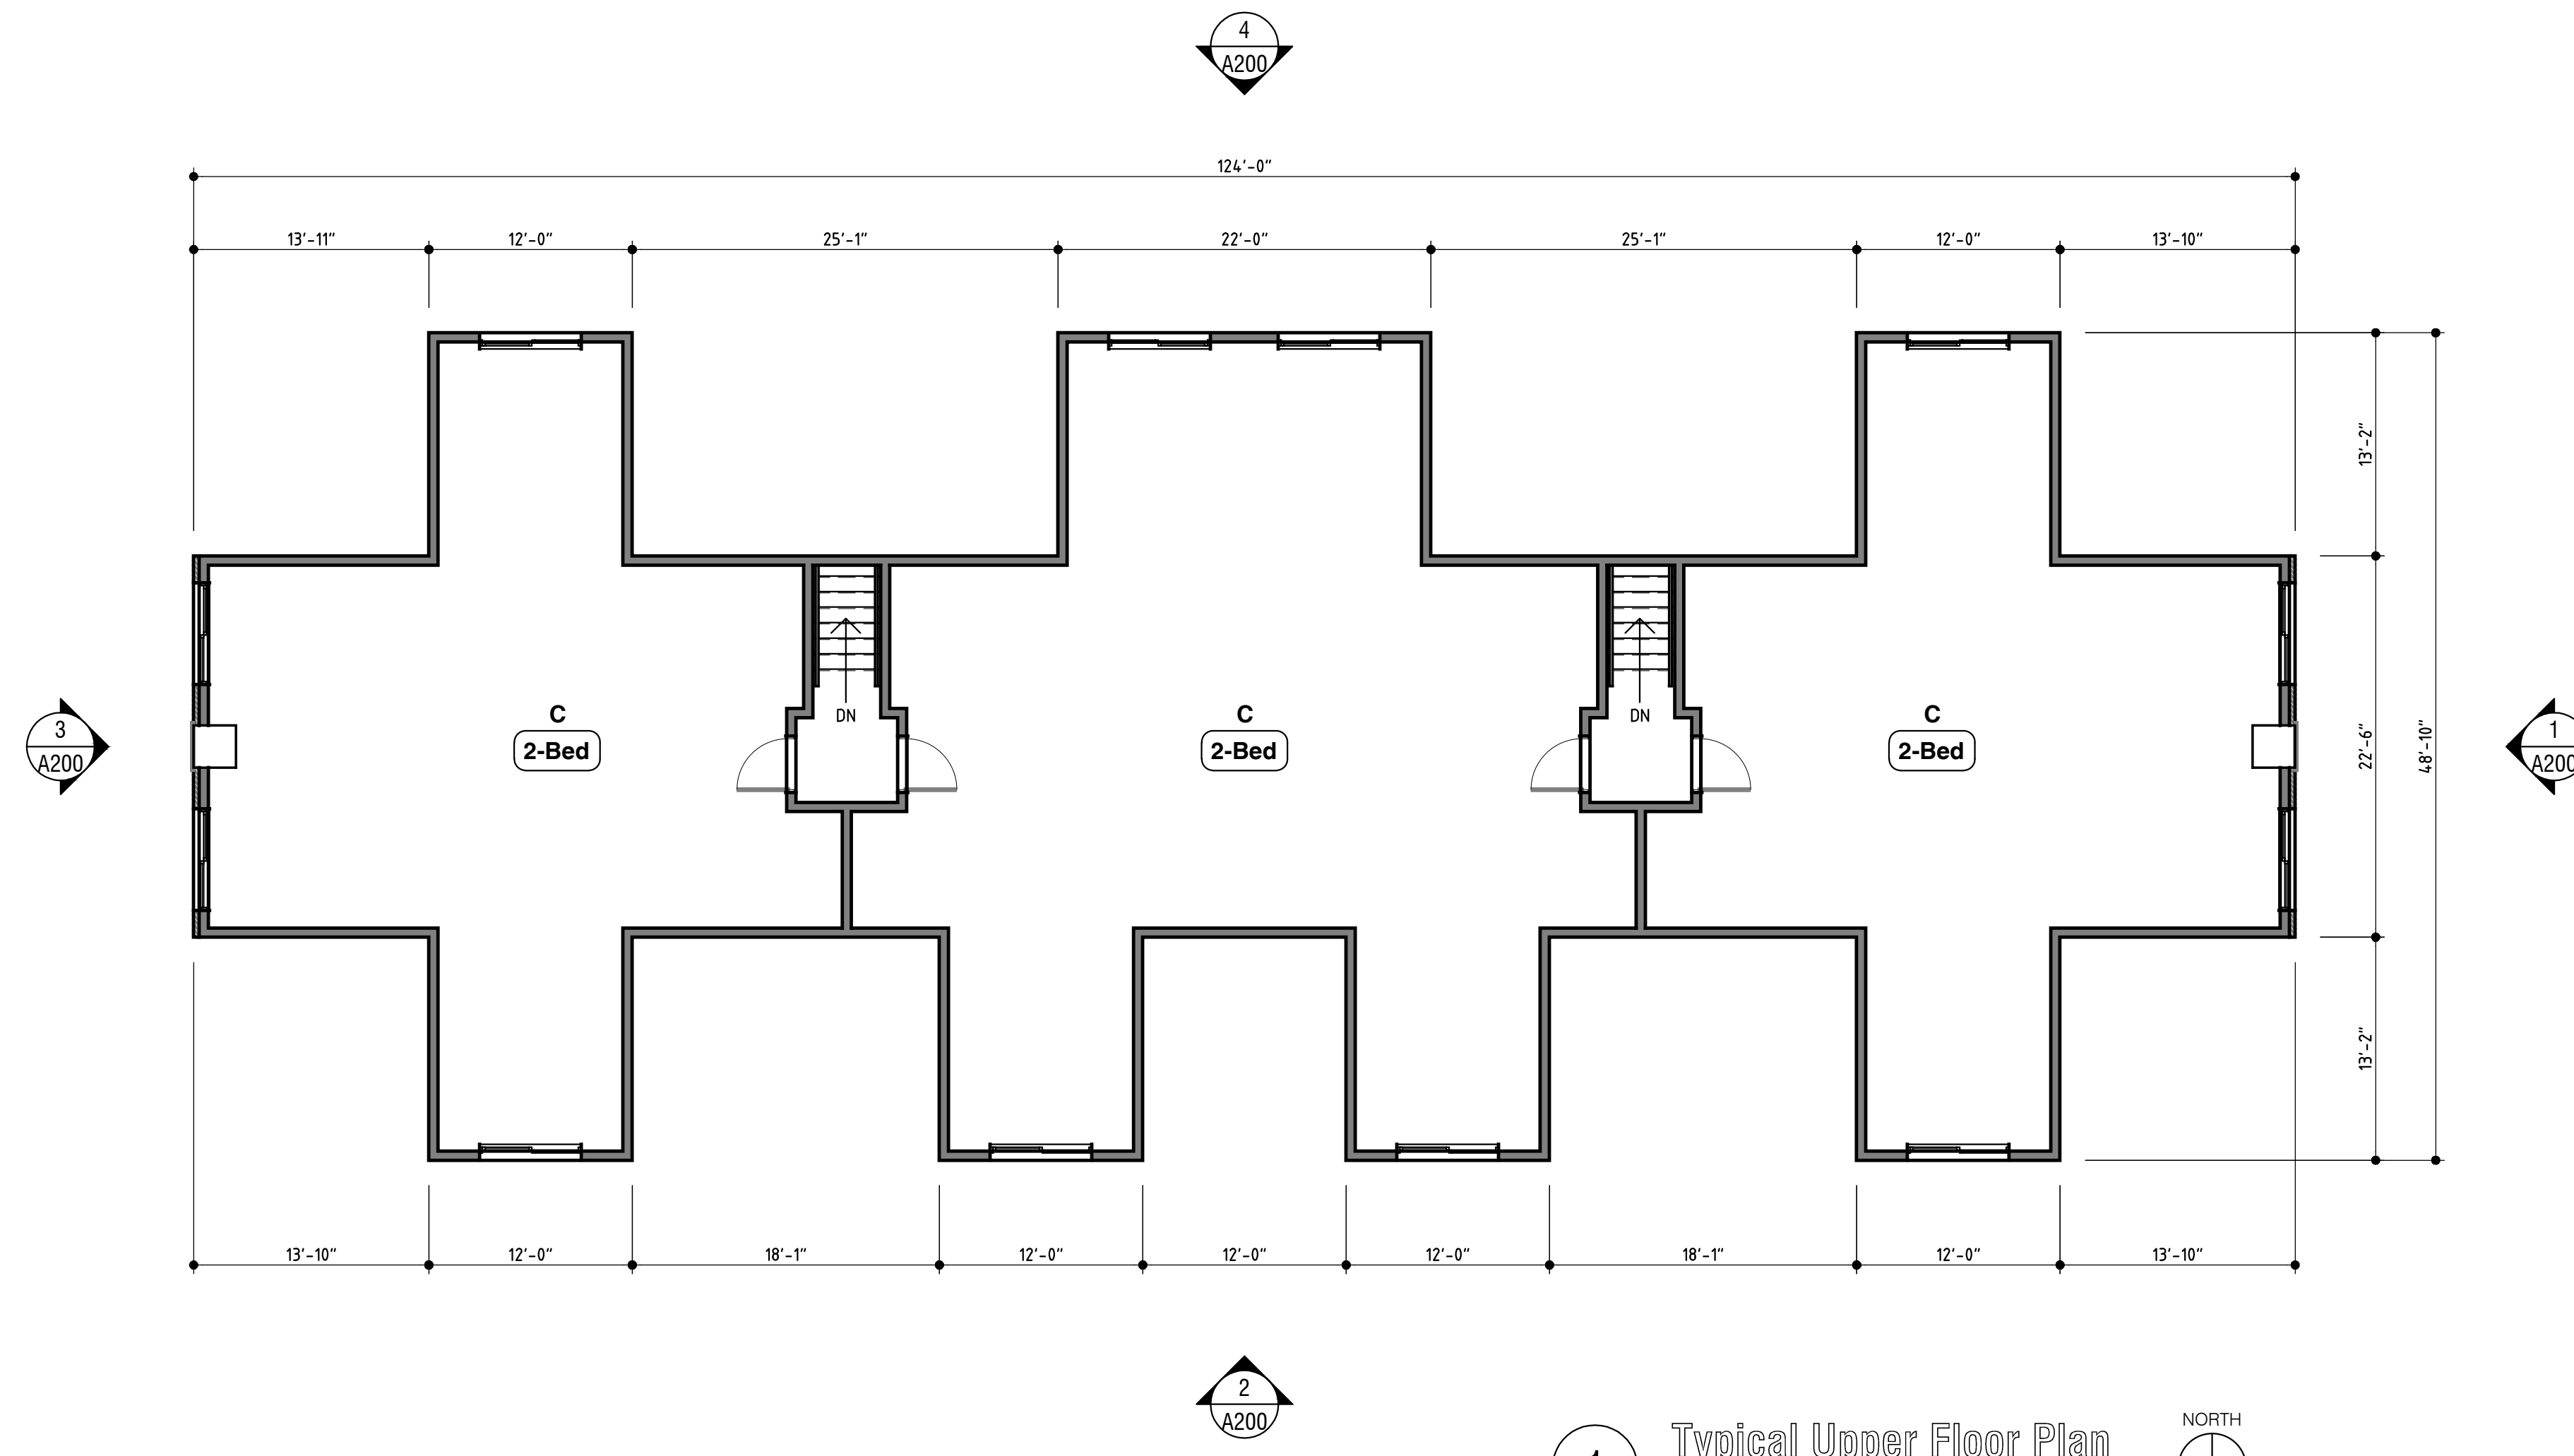 4
A200
124'-0"
13'-11"
12'-0"
25'-1"
22'-0"
25'-1"
12'-0"
13'-10"
13'-2"
22'-6"
48'-10"
13'-2"
C
2-Bed
DN
C
2-Bed
DN
C
2-Bed
3
A200
1
A200
13'-10"
12'-0"
18'-1"
12'-0"
12'-0"
12'-0"
18'-1"
12'-0"
13'-10"
2
A200
Typical Upper Floor Plan
NORTH